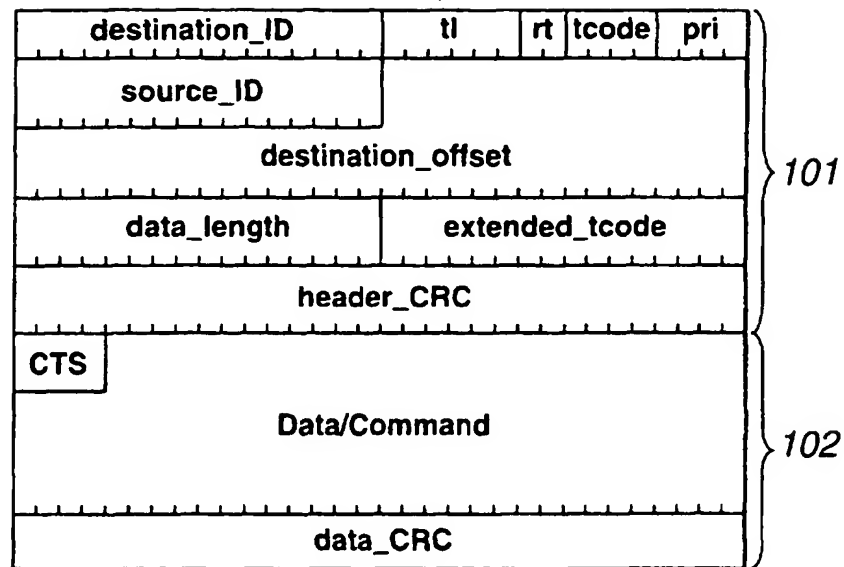 destination_ID tl rt tcode pri
source_ID
destination_offset
101
data_length extended_tcode
header_CRC
CTS
Data/Command
102
data_CRC